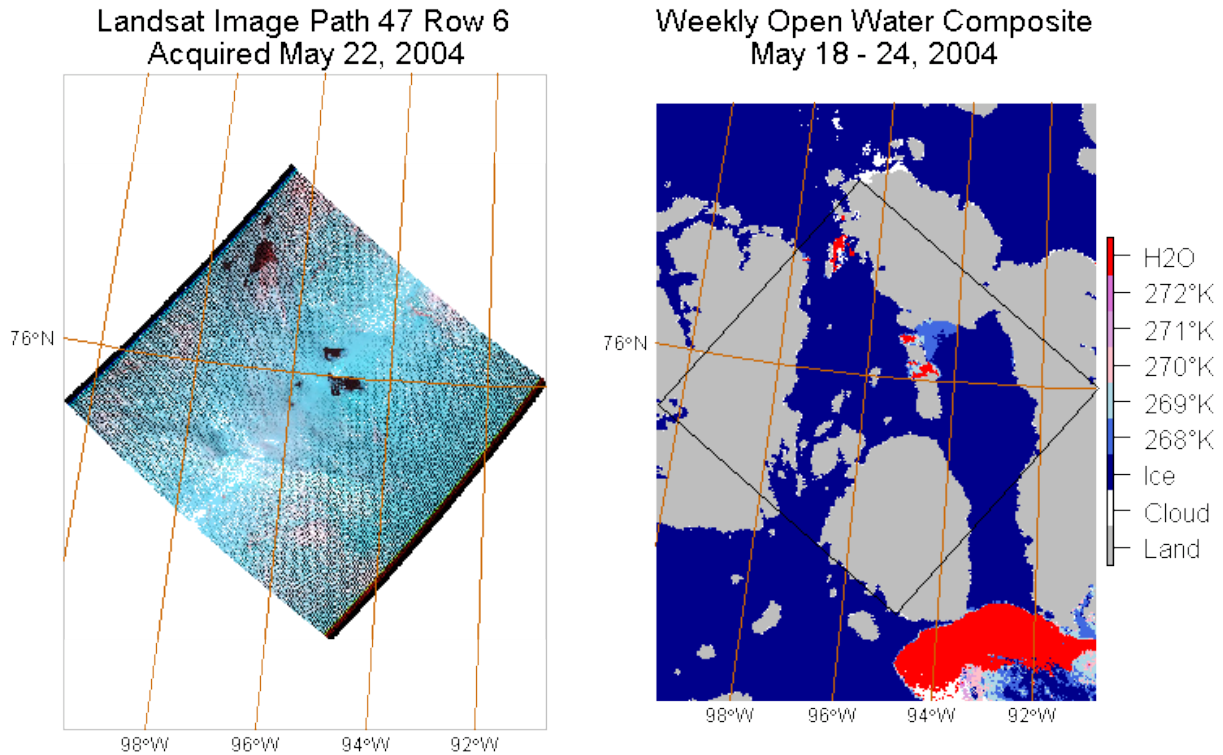 Landsat Image Path 47 Row 6
Acquired May 22, 2004
76°N
98°W
96°W
94°W
92°W
Weekly Open Water Composite
May 18 - 24, 2004
76°N
98°W
96°W
94°W
92°W
H2O
272°K
271°K
270°K
269°K
268°K
Ice
Cloud
Land